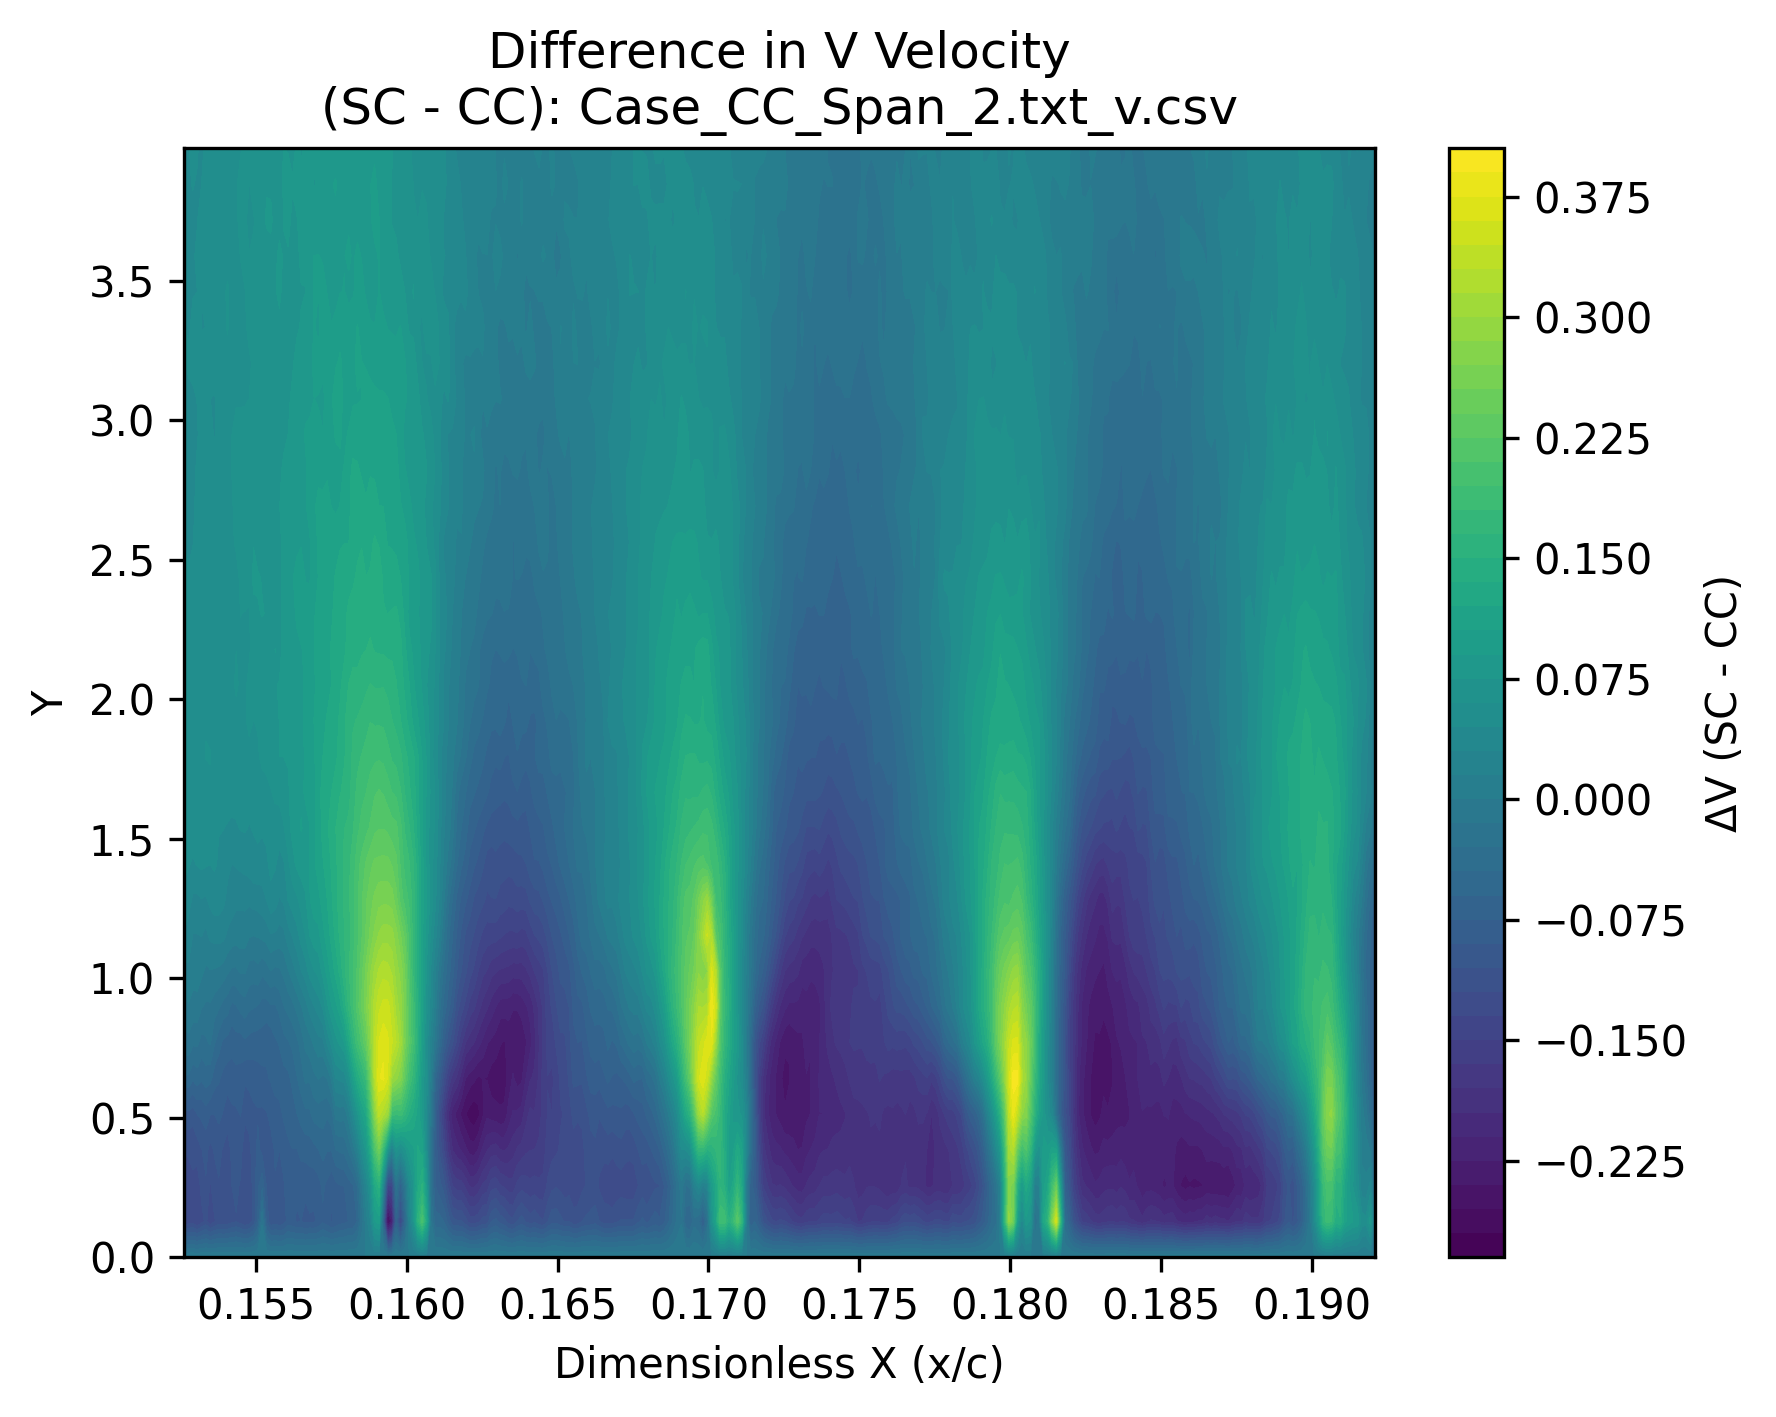 Difference in V Velocity
(SC - CC): Case_CC_Span_2.txt_v.csv
3.5
3.0
2.5
2.0
1.5
1.0
0.5
0.0
Y
0.155 0.160 0.165 0.170 0.175 0.180 0.185 0.190
Dimensionless X (x/c)
0.375
0.300
0.225
0.150
0.075
0.000
−0.075
−0.150
−0.225
ΔV (SC - CC)